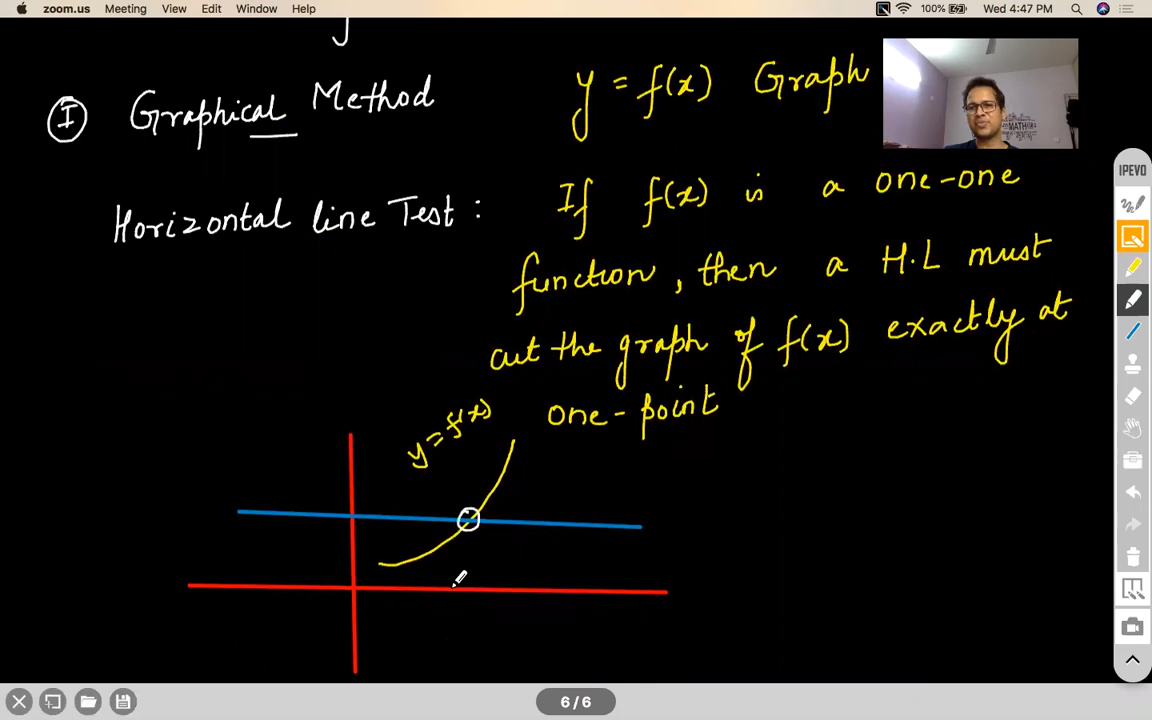 zoom.us Meeting View Edit Window Help 100% Wed 4:47 PM
I Graphical Method
y = f(x) Graph
MATH
IPEVO
Horizontal line Test :
If f(x) is a one-one
function, then a H.L must
cut the graph of f(x) exactly at
one-point
y=f(x)
6/6